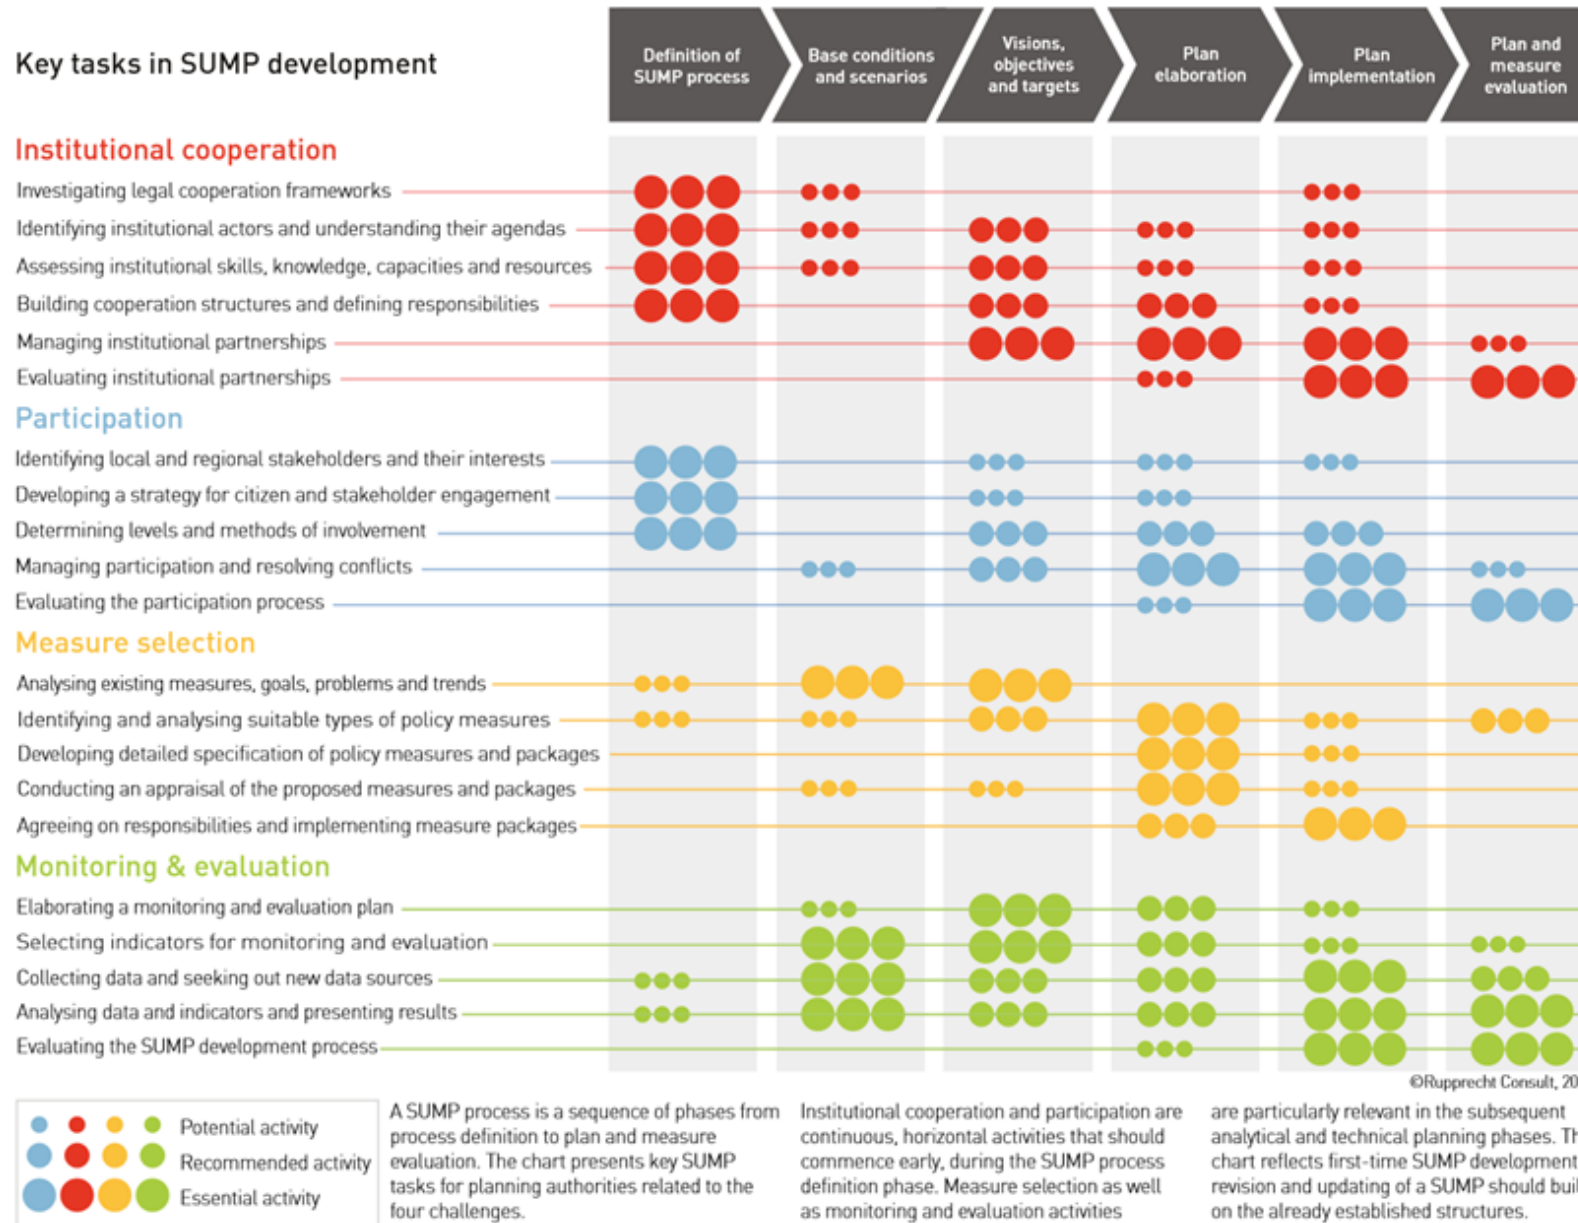 Key tasks in SUMP development
Definition of
SUMP process
Base conditions
and scenarios
Visions,
objectives
and targets
Plan
elaboration
Plan
implementation
Plan and
measure
evaluation
Institutional cooperation
Investigating legal cooperation frameworks
Identifying institutional actors and understanding their agendas
Assessing institutional skills, knowledge, capacities and resources
Building cooperation structures and defining responsibilities
Managing institutional partnerships
Evaluating institutional partnerships
Participation
Identifying local and regional stakeholders and their interests
Developing a strategy for citizen and stakeholder engagement
Determining levels and methods of involvement
Managing participation and resolving conflicts
Evaluating the participation process
Measure selection
Analysing existing measures, goals, problems and trends
Identifying and analysing suitable types of policy measures
Developing detailed specification of policy measures and packages
Conducting an appraisal of the proposed measures and packages
Agreeing on responsibilities and implementing measure packages
Monitoring & evaluation
Elaborating a monitoring and evaluation plan
Selecting indicators for monitoring and evaluation
Collecting data and seeking out new data sources
Analysing data and indicators and presenting results
Evaluating the SUMP development process
©Rupprecht Consult, 20
Potential activity
Recommended activity
Essential activity
A SUMP process is a sequence of phases from
process definition to plan and measure
evaluation. The chart presents key SUMP
tasks for planning authorities related to the
four challenges.
Institutional cooperation and participation are
continuous, horizontal activities that should
commence early, during the SUMP process
definition phase. Measure selection as well
as monitoring and evaluation activities
are particularly relevant in the subsequent
analytical and technical planning phases. Th
chart reflects first-time SUMP development
revision and updating of a SUMP should buil
on the already established structures.